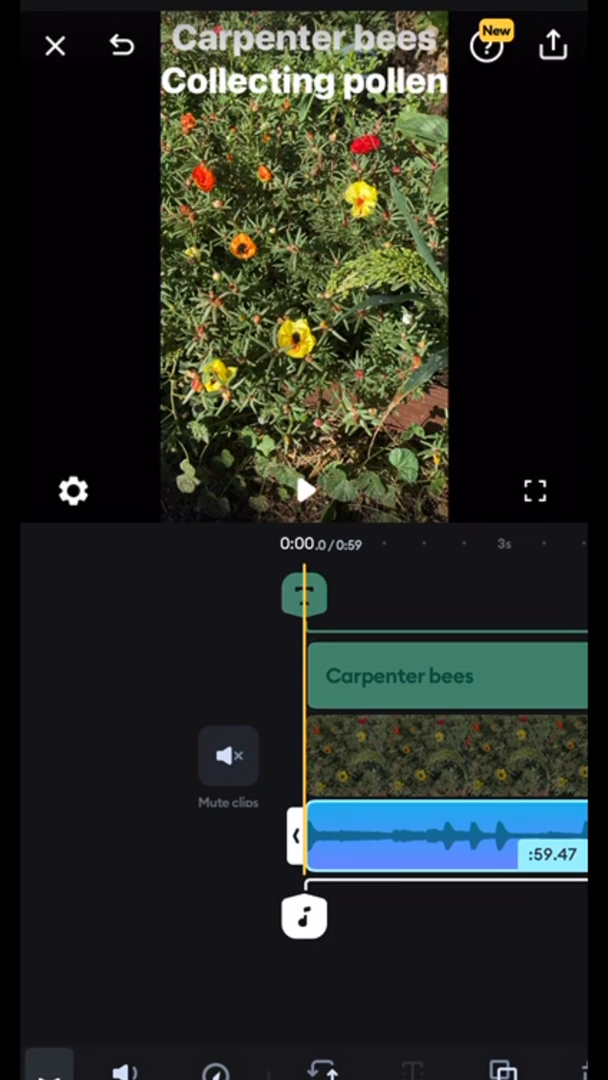 New
?
Carpenter bees
Collecting pollen
0:00.0 / 0:59
3s
Carpenter bees
Mute clips
:59.47